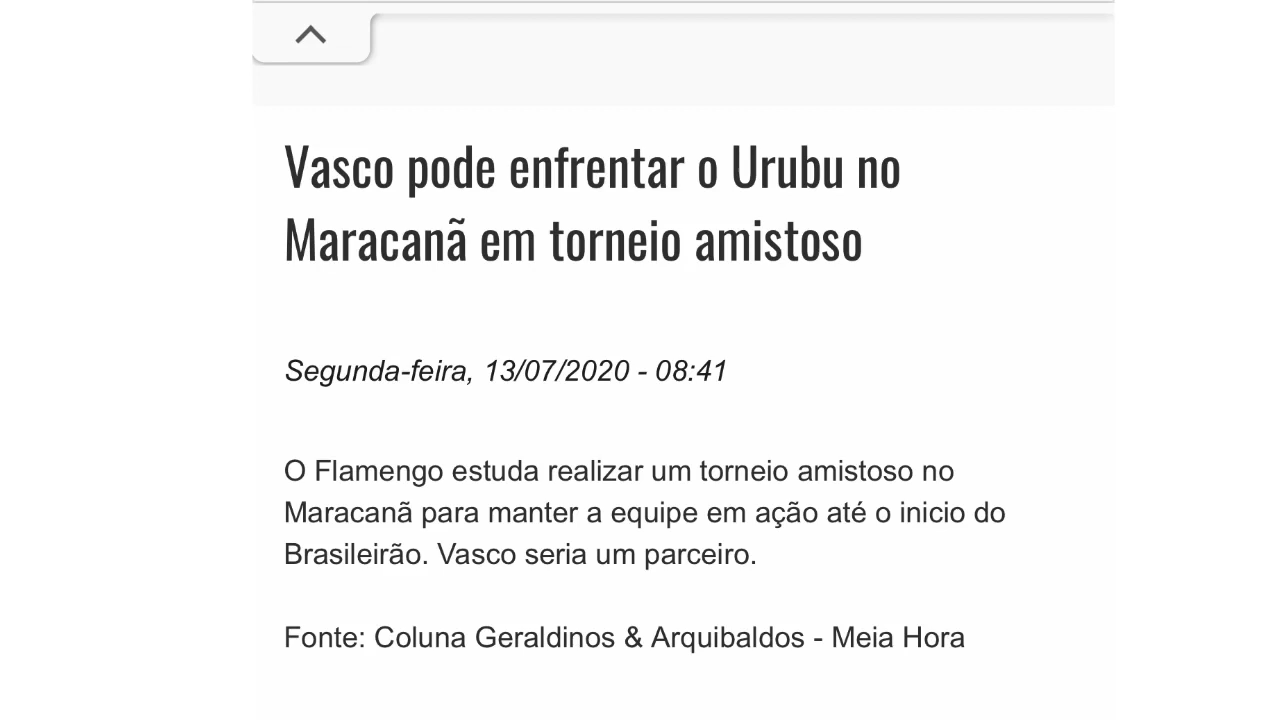 Vasco pode enfrentar o Urubu no
Maracanã em torneio amistoso
Segunda-feira, 13/07/2020 - 08:41
O Flamengo estuda realizar um torneio amistoso no
Maracanã para manter a equipe em ação até o inicio do
Brasileirão. Vasco seria um parceiro.
Fonte: Coluna Geraldinos & Arquibaldos - Meia Hora